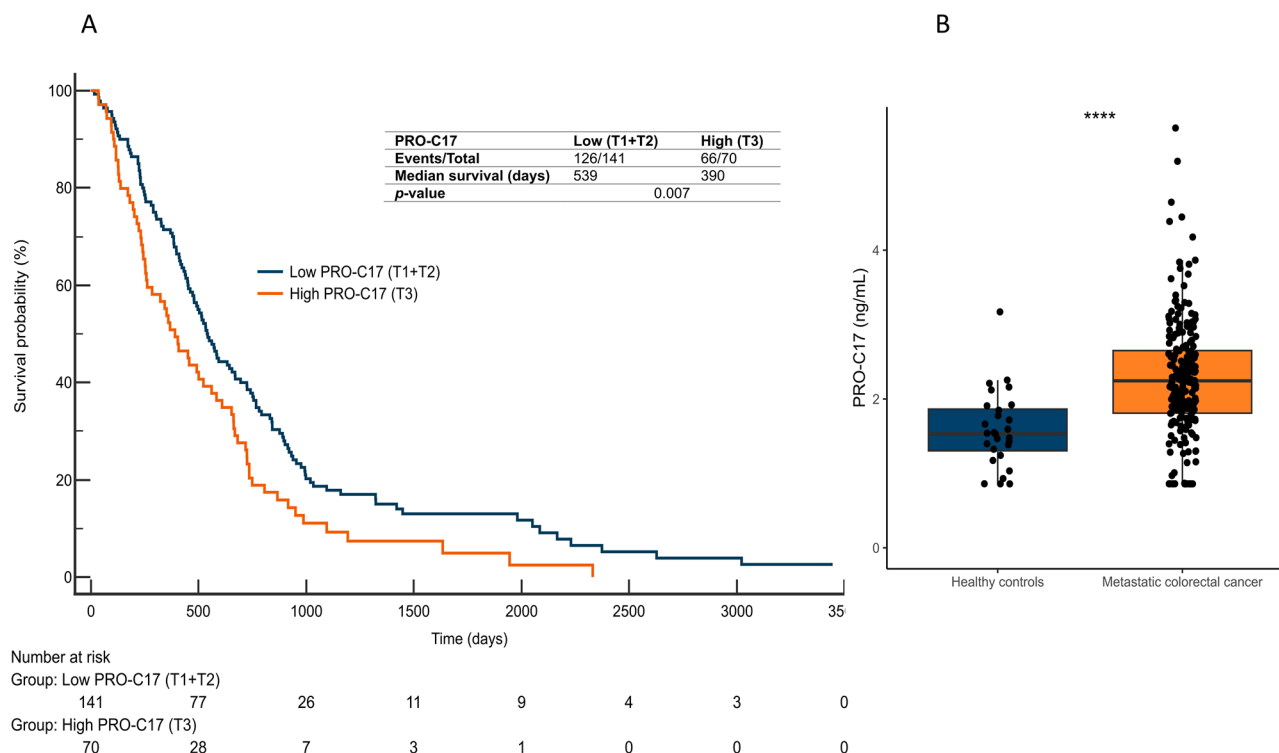 A
B
100
80
60
40
20
0
Survival probability (%)
PRO-C17 Low (T1+T2) High (T3)
Events/Total 126/141 66/70
Median survival (days) 539 390
p-value 0.007
Low PRO-C17 (T1+T2)
High PRO-C17 (T3)
0 500 1000 1500 2000 2500 3000
Time (days)
Number at risk
Group: Low PRO-C17 (T1+T2)
141 77 26 11 9 4 3 0
Group: High PRO-C17 (T3)
70 28 7 3 1 0 0 0
****
PRO-C17 (ng/mL)
4
2
0
Healthy controls Metastatic colorectal cancer